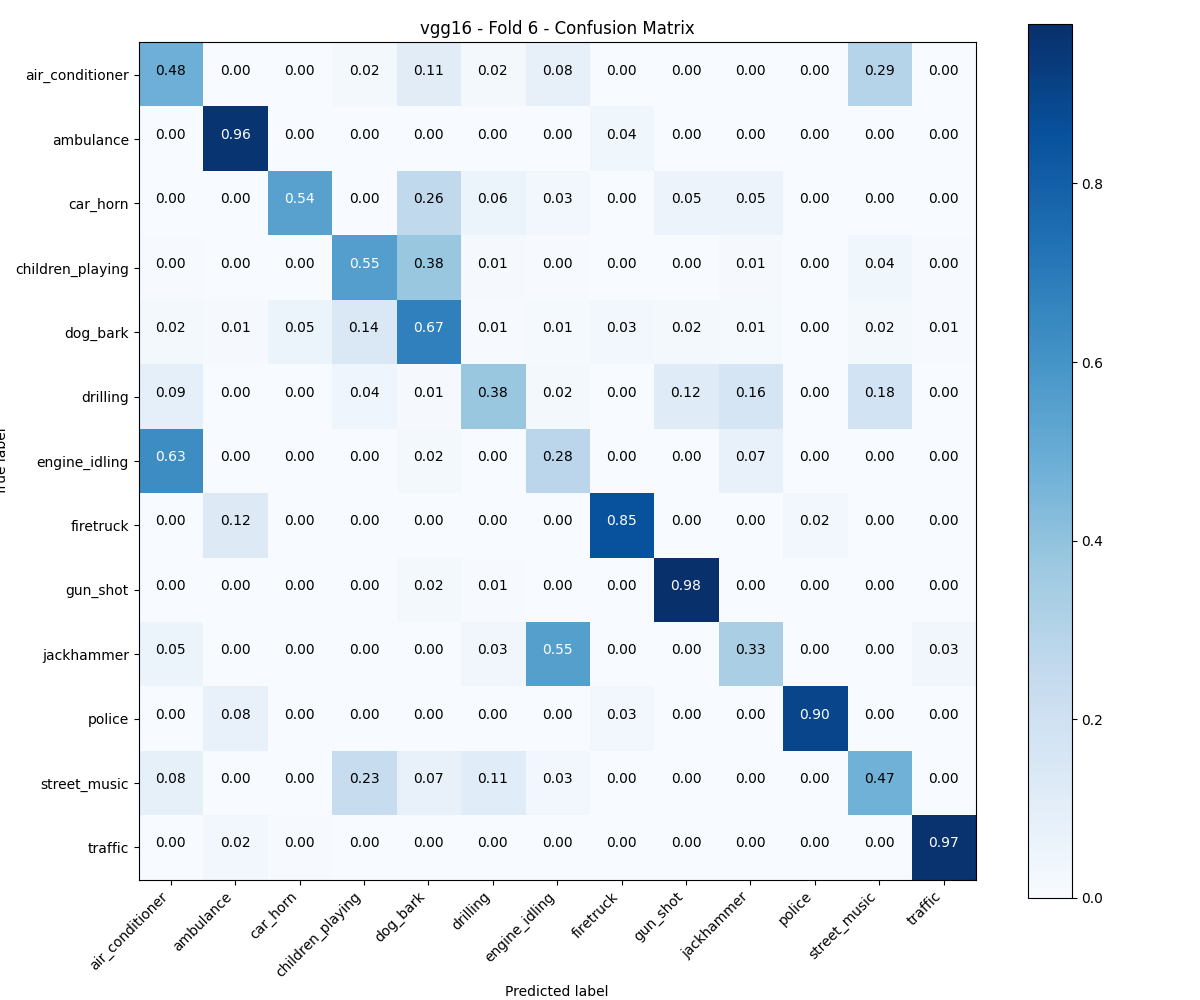 vgg16 - Fold 6 - Confusion Matrix
air_conditioner 0.48 0.00 0.00 0.02 0.11 0.02 0.08 0.00 0.00 0.00 0.00 0.29 0.00
ambulance 0.00 0.96 0.00 0.00 0.00 0.00 0.00 0.04 0.00 0.00 0.00 0.00 0.00
car_horn 0.00 0.00 0.54 0.00 0.26 0.06 0.03 0.00 0.05 0.05 0.00 0.00 0.00
children_playing 0.00 0.00 0.00 0.55 0.38 0.01 0.00 0.00 0.00 0.01 0.00 0.04 0.00
dog_bark 0.02 0.01 0.05 0.14 0.67 0.01 0.01 0.03 0.02 0.01 0.00 0.02 0.01
drilling 0.09 0.00 0.00 0.04 0.01 0.38 0.02 0.00 0.12 0.16 0.00 0.18 0.00
engine_idling 0.63 0.00 0.00 0.00 0.02 0.00 0.28 0.00 0.00 0.07 0.00 0.00 0.00
firetruck 0.00 0.12 0.00 0.00 0.00 0.00 0.00 0.85 0.00 0.00 0.02 0.00 0.00
gun_shot 0.00 0.00 0.00 0.00 0.02 0.01 0.00 0.00 0.98 0.00 0.00 0.00 0.00
jackhammer 0.05 0.00 0.00 0.00 0.00 0.03 0.55 0.00 0.00 0.33 0.00 0.00 0.03
police 0.00 0.08 0.00 0.00 0.00 0.00 0.00 0.03 0.00 0.00 0.90 0.00 0.00
street_music 0.08 0.00 0.00 0.23 0.07 0.11 0.03 0.00 0.00 0.00 0.00 0.47 0.00
traffic 0.00 0.02 0.00 0.00 0.00 0.00 0.00 0.00 0.00 0.00 0.00 0.00 0.97
air_conditioner ambulance car_horn children_playing dog_bark drilling engine_idling firetruck gun_shot jackhammer police street_music traffic
Predicted label
0.8
0.6
0.4
0.2
0.0